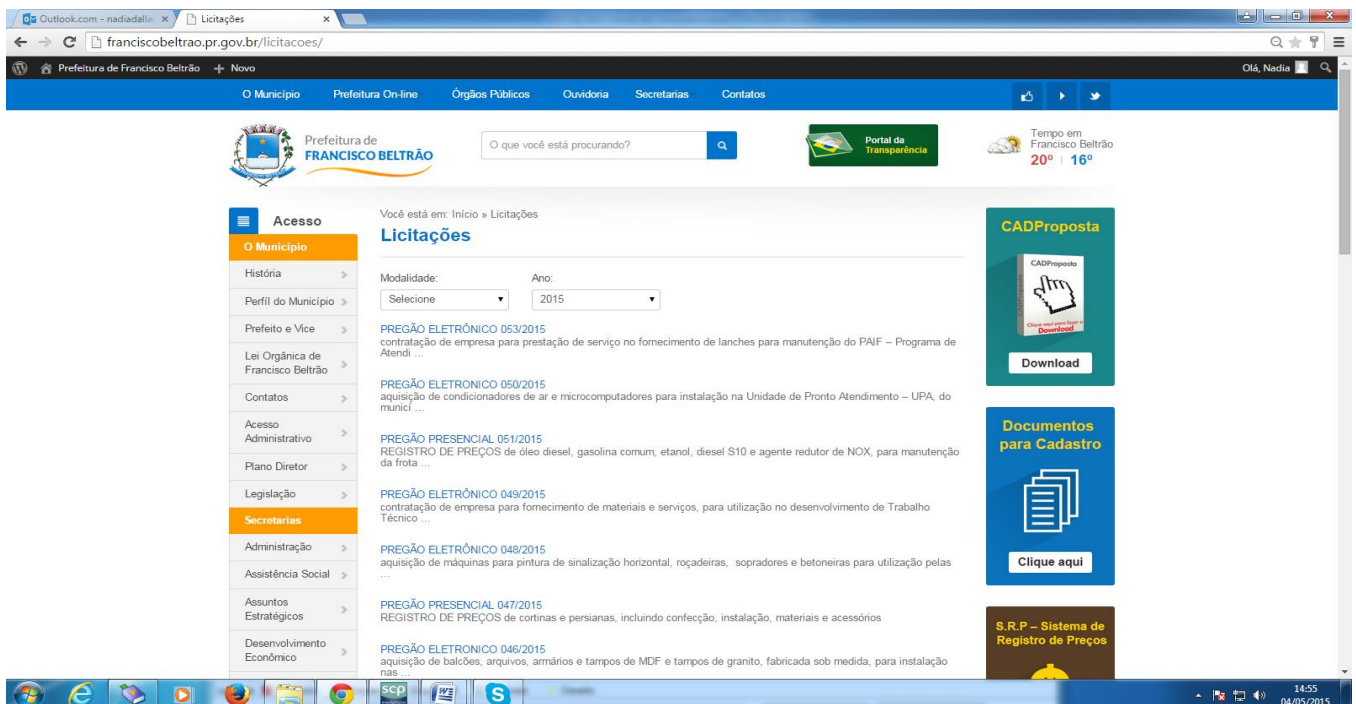 Outlook.com - nadiadalla
Licitações
franciscobeltrao.pr.gov.br/licitacoes/
Prefeitura de Francisco Beltrão + Novo
Olá, Nadia
O Município Prefeitura On-line Órgãos Públicos Ouvidoria Secretarias Contatos
Prefeitura de
FRANCISCO BELTRÃO
O que você está procurando?
Portal da
Transparência
Tempo em
Francisco Beltrão
20º | 16º
Acesso
O Município
História
Perfíl do Município
Prefeito e Vice
Lei Orgânica de
Francisco Beltrão
Contatos
Acesso
Administrativo
Plano Diretor
Legislação
Secretarias
Administração
Assistência Social
Assuntos
Estratégicos
Desenvolvimento
Econômico
Você está em: Início » Licitações
Licitações
Modalidade: Ano:
Selecione 2015
PREGÃO ELETRÔNICO 053/2015
contratação de empresa para prestação de serviço no fornecimento de lanches para manutenção do PAIF – Programa de
Atendi ...
PREGÃO ELETRONICO 050/2015
aquisição de condicionadores de ar e microcomputadores para instalação na Unidade de Pronto Atendimento – UPA, do
municí ...
PREGÃO PRESENCIAL 051/2015
REGISTRO DE PREÇOS de óleo diesel, gasolina comum, etanol, diesel S10 e agente redutor de NOX, para manutenção
da frota ...
PREGÃO ELETRÔNICO 049/2015
contratação de empresa para fornecimento de materiais e serviços, para utilização no desenvolvimento de Trabalho
Técnico ...
PREGÃO ELETRÔNICO 048/2015
aquisição de máquinas para pintura de sinalização horizontal, roçadeiras, sopradores e betoneiras para utilização pelas
...
PREGÃO PRESENCIAL 047/2015
REGISTRO DE PREÇOS de cortinas e persianas, incluindo confecção, instalação, materiais e acessórios
PREGÃO ELETRONICO 046/2015
aquisição de balcões, arquivos, armários e tampos de MDF e tampos de granito, fabricada sob medida, para instalação
nas ...
CADProposta
CADProposta
Clique aqui para fazer o
Download
Download
Documentos
para Cadastro
Clique aqui
S.R.P – Sistema de
Registro de Preços
scp
14:55
04/05/2015